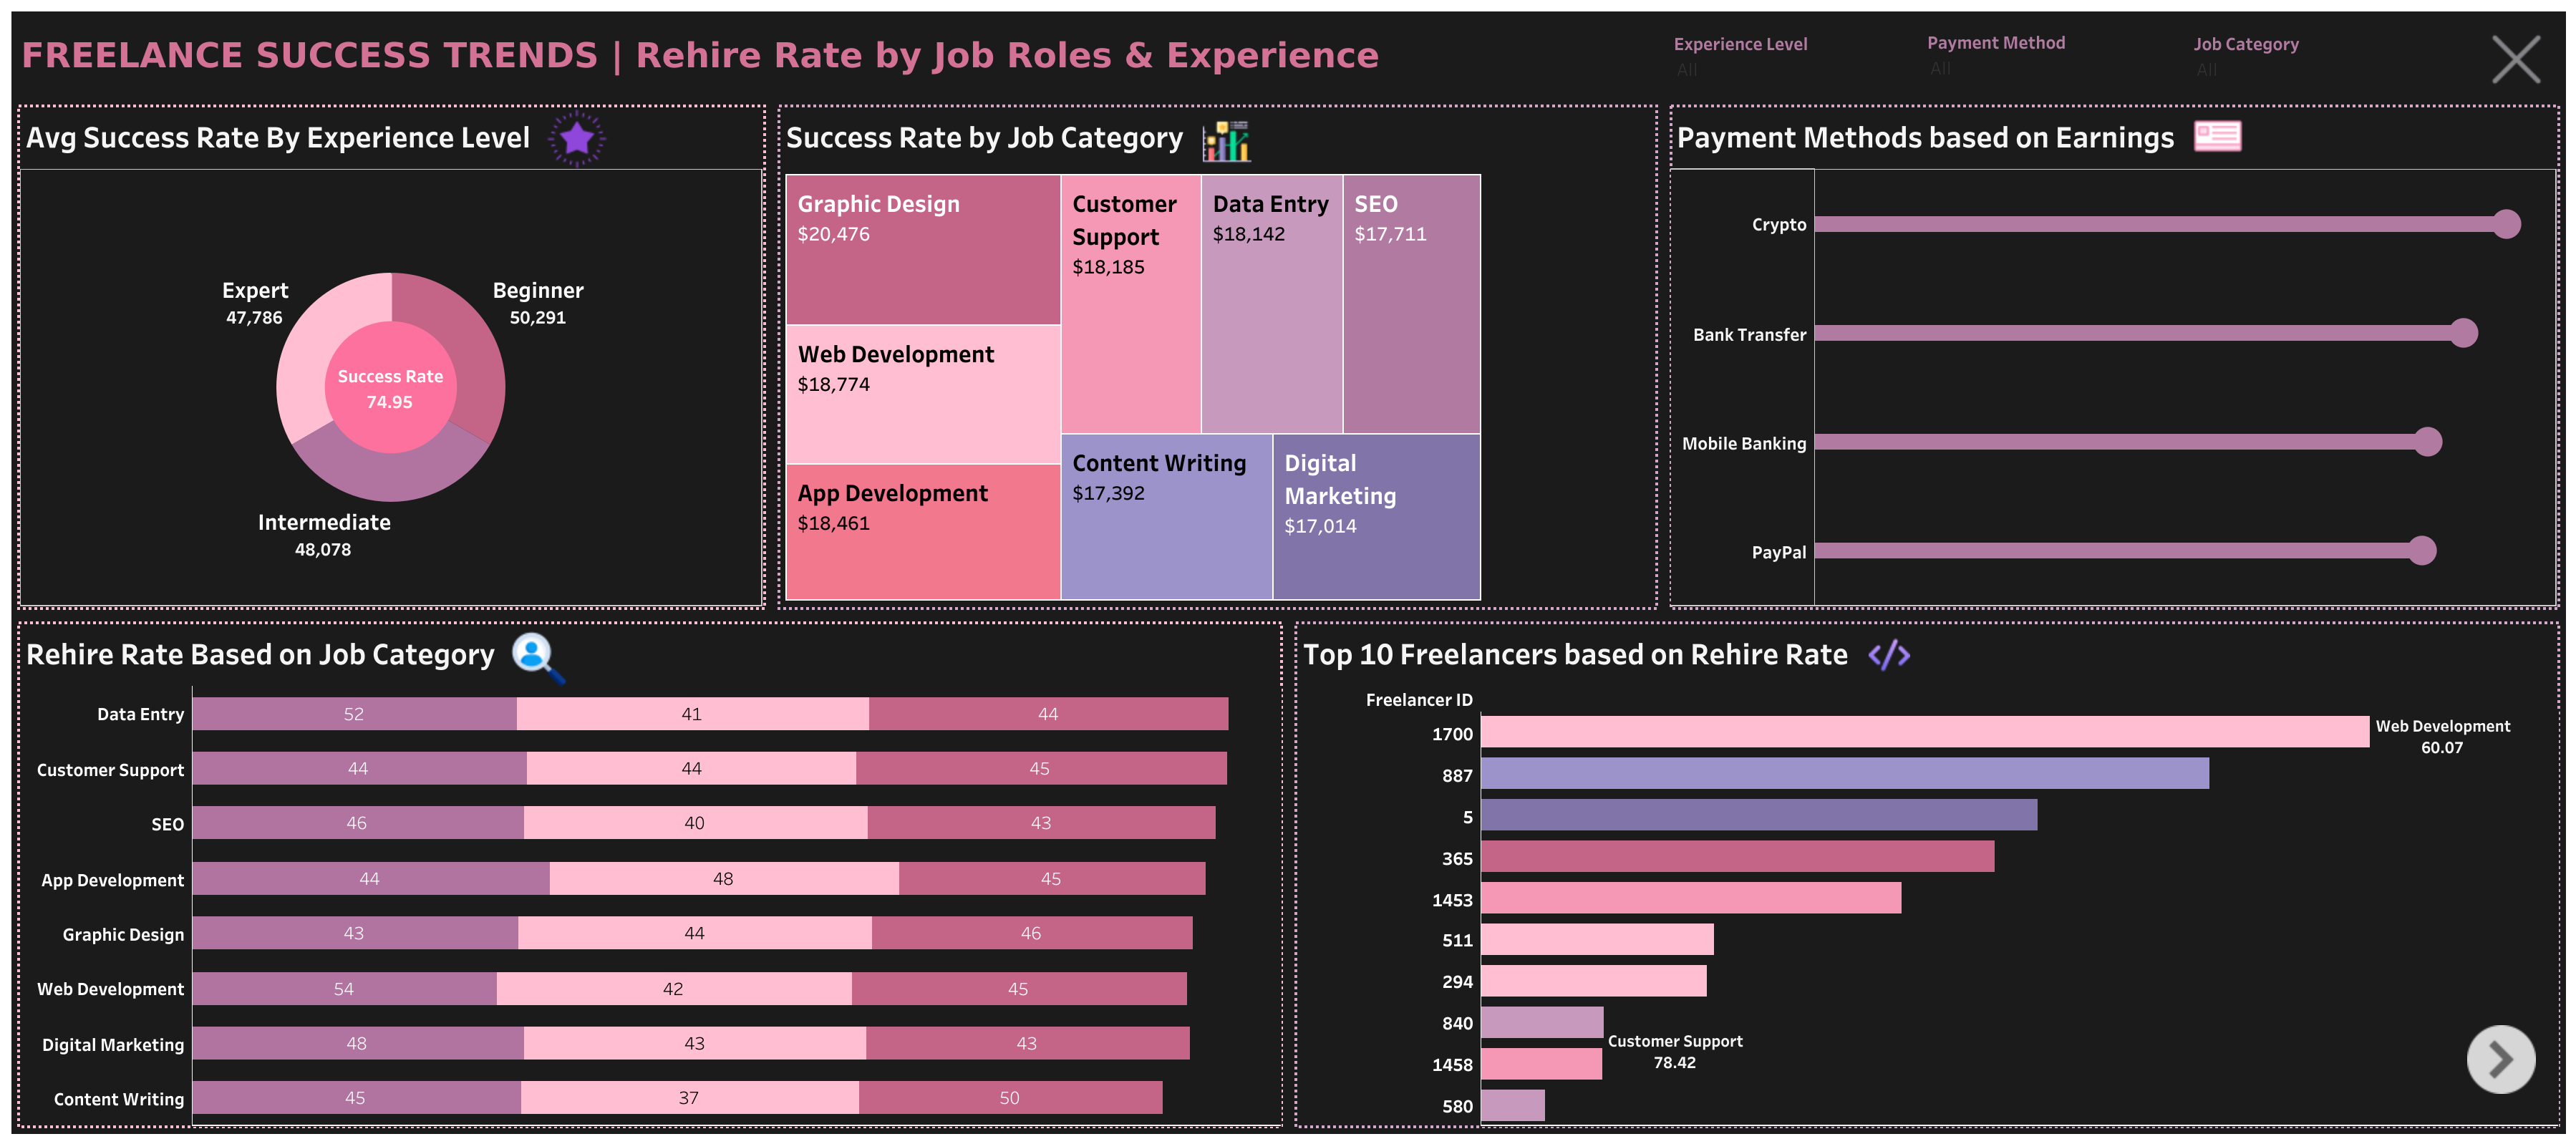 FREELANCE SUCCESS TRENDS | Rehire Rate by Job Roles & Experience
Experience Level
All
Payment Method
All
Job Category
All
Avg Success Rate By Experience Level
Expert
47,786
Beginner
50,291
Success Rate
74.95
Intermediate
48,078
Success Rate by Job Category
Graphic Design
$20,476
Web Development
$18,774
App Development
$18,461
Customer
Support
$18,185
Data Entry
$18,142
SEO
$17,711
Content Writing
$17,392
Digital
Marketing
$17,014
Payment Methods based on Earnings
Crypto
Bank Transfer
Mobile Banking
PayPal
Rehire Rate Based on Job Category
Data Entry 52 41 44
Customer Support 44 44 45
SEO 46 40 43
App Development 44 48 45
Graphic Design 43 44 46
Web Development 54 42 45
Digital Marketing 48 43 43
Content Writing 45 37 50
Top 10 Freelancers based on Rehire Rate
Freelancer ID
1700
Web Development
60.07
887
5
365
1453
511
294
840
Customer Support
78.42
1458
580